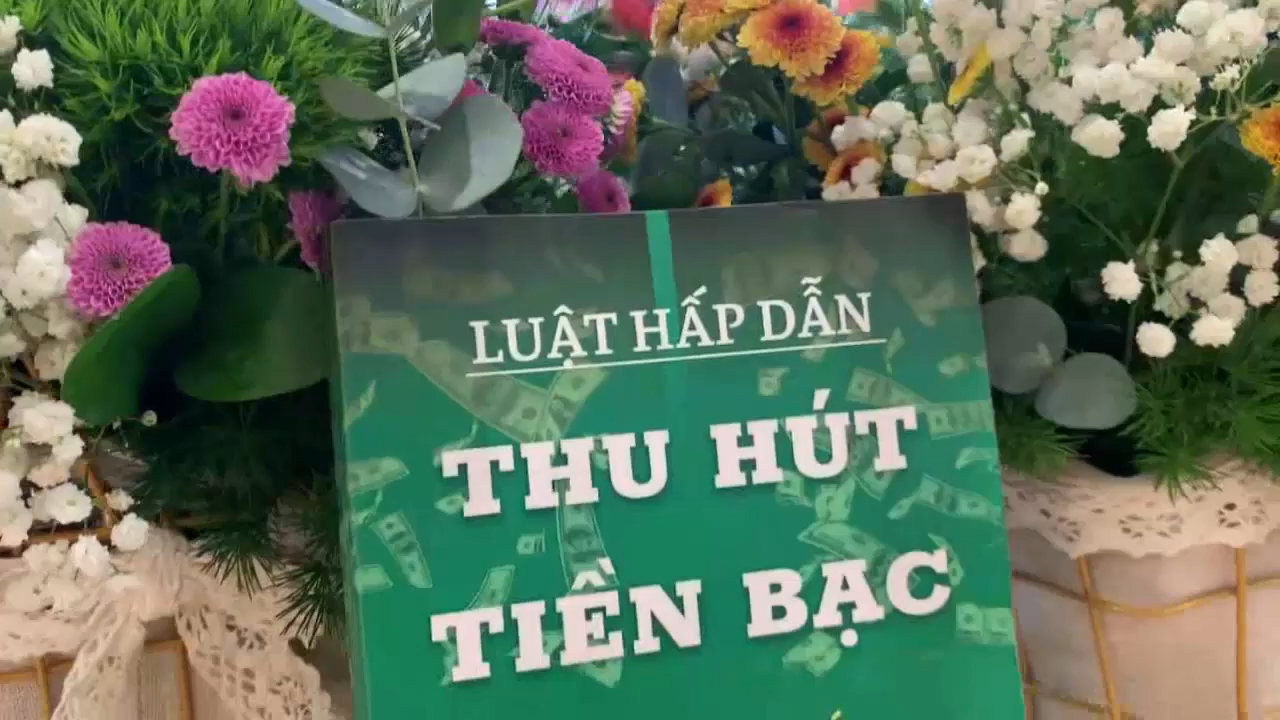 LUẬT HẤP DẪN
THU HÚT
TIỀN BẠC